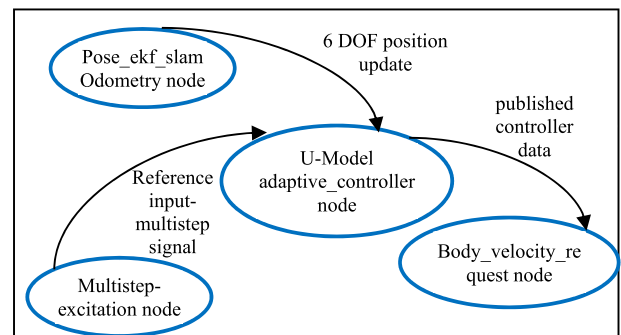 Pose_ekf_slam
Odometry node
6 DOF position
update
published
controller
data
U-Model
adaptive_controller
node
Reference
input-
multistep
signal
Body_velocity_re
quest node
Multistep-
excitation node